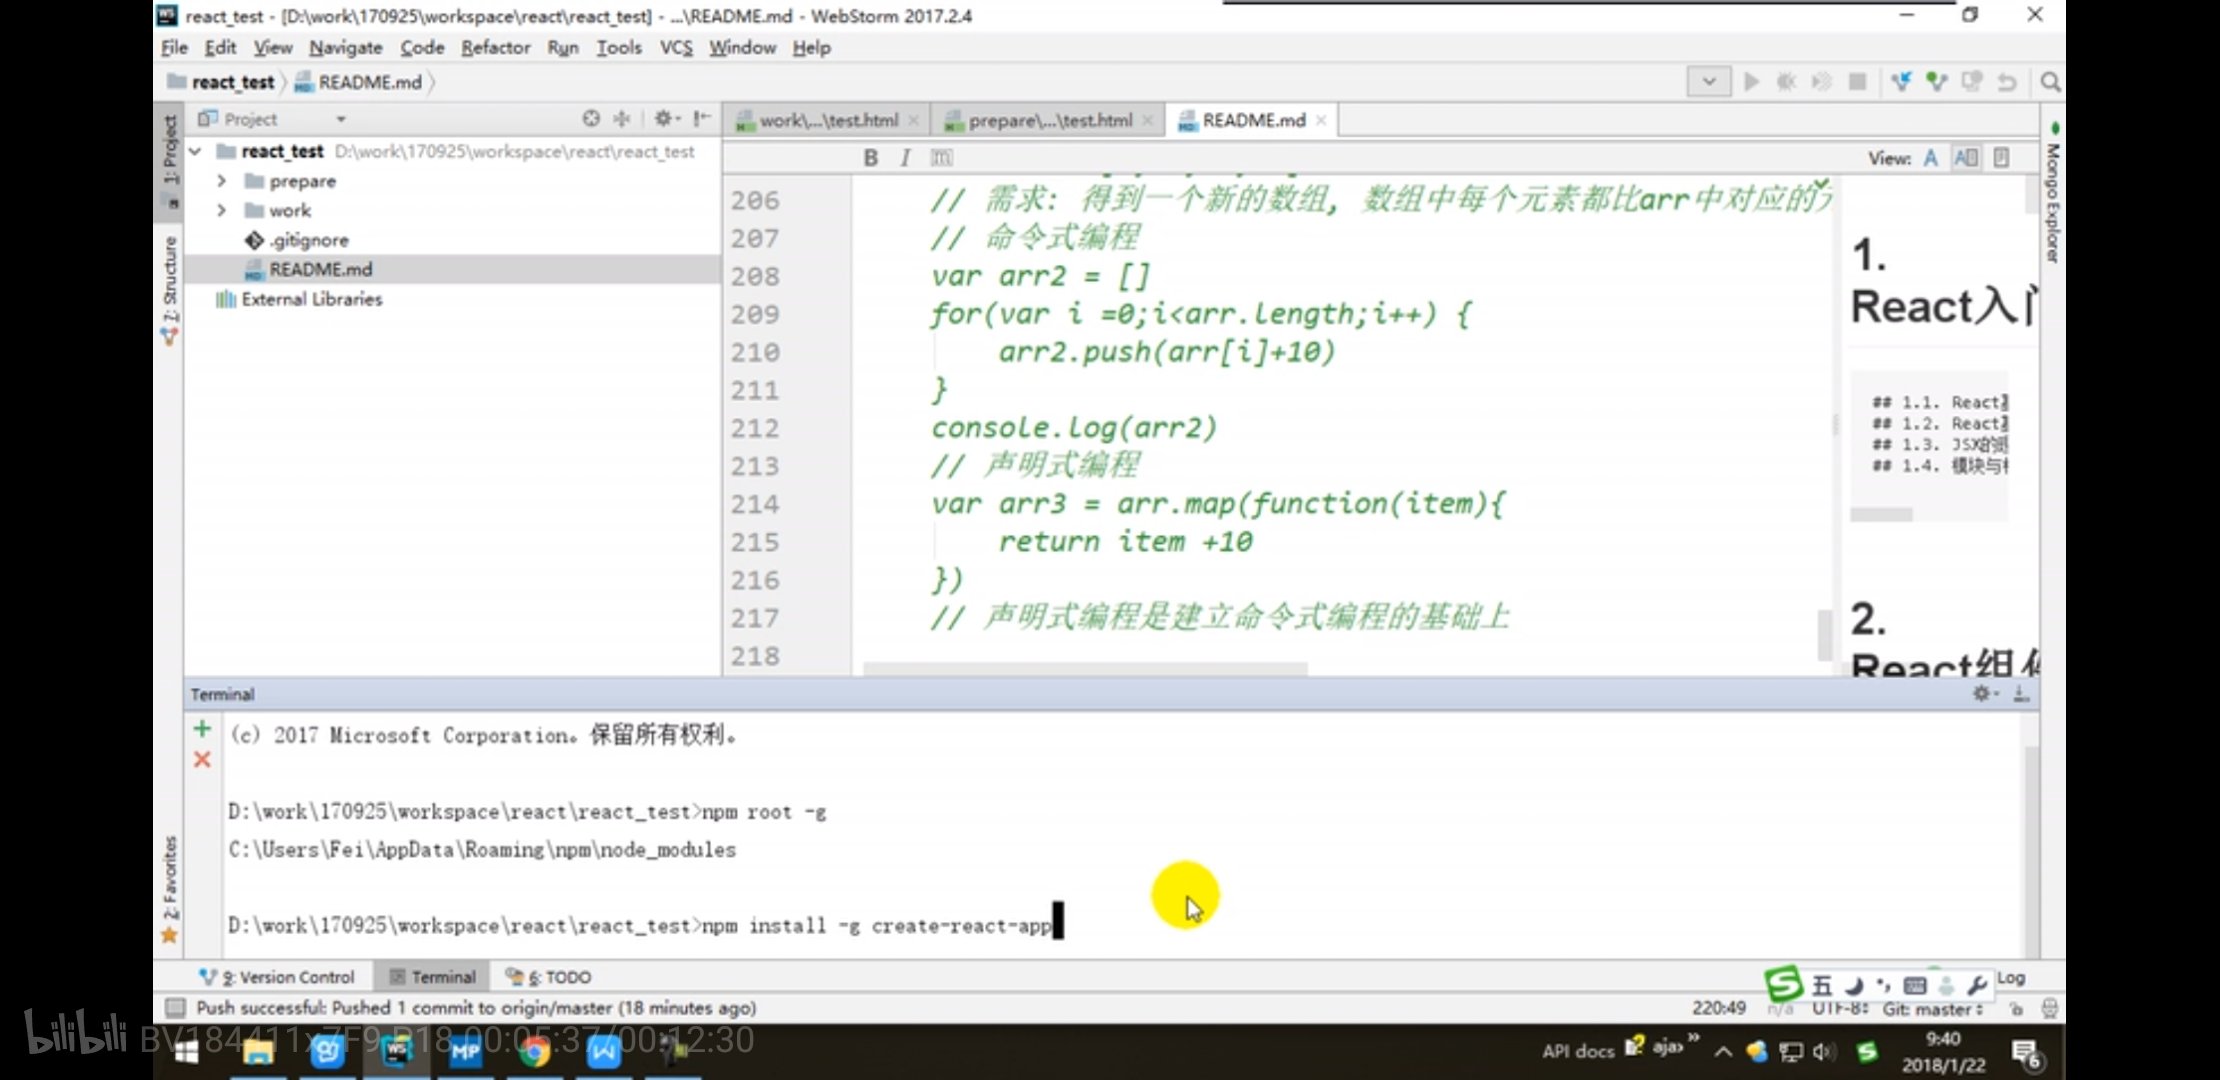 react_test - [D:\work\170925\workspace\react\react_test] - ...\README.md - WebStorm 2017.2.4
File Edit View Navigate Code Refactor Run Tools VCS Window Help
react_test README.md
1: Project
Project
work\...\test.html
prepare\...\test.html
README.md
react_test D:\work\170925\workspace\react\react_test
prepare
work
.gitignore
README.md
External Libraries
7: Structure
2: Favorites
Mongo Explorer
B I m
View: A
206 // 需求: 得到一个新的数组, 数组中每个元素都比arr中对应的
207 // 命令式编程
208 var arr2 = []
209 for(var i =0;i<arr.length;i++) {
210 arr2.push(arr[i]+10)
211 }
212 console.log(arr2)
213 // 声明式编程
214 var arr3 = arr.map(function(item){
215 return item +10
216 })
217 // 声明式编程是建立命令式编程的基础上
218
1.
React入门
## 1.1. React
## 1.2. React
## 1.3. JSX的
## 1.4. 模块与
2.
React组
Terminal
(c) 2017 Microsoft Corporation。保留所有权利。
D:\work\170925\workspace\react\react_test>npm root -g
C:\Users\Fei\AppData\Roaming\npm\node_modules
D:\work\170925\workspace\react\react_test>npm install -g create-react-app
9: Version Control Terminal 6: TODO
五
Log
Push successful: Pushed 1 commit to origin/master (18 minutes ago)
220:49 n/a UTF-8 Git: master
bilibili BV184411x7F9 P18 00:05:37/00:12:30
WS MP
API docs ajax »
9:40
2018/1/22
6